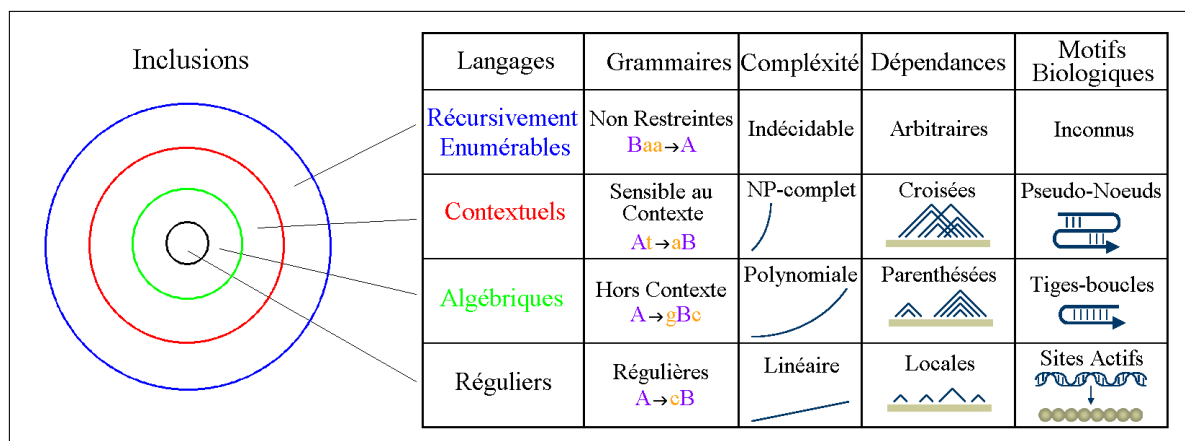 Inclusions
Langages
Grammaires
Compléxité
Dépendances
Motifs
Biologiques
Récursivement
Enumérables
Non Restreintes
Baa→A
Indécidable
Arbitraires
Inconnus
Contextuels
Sensible au
Contexte
At→aB
NP-complet
Croisées
Pseudo-Noeuds
Algébriques
Hors Contexte
A→gBc
Polynomiale
Parenthésées
Tiges-boucles
Réguliers
Régulières
A→cB
Linéaire
Locales
Sites Actifs